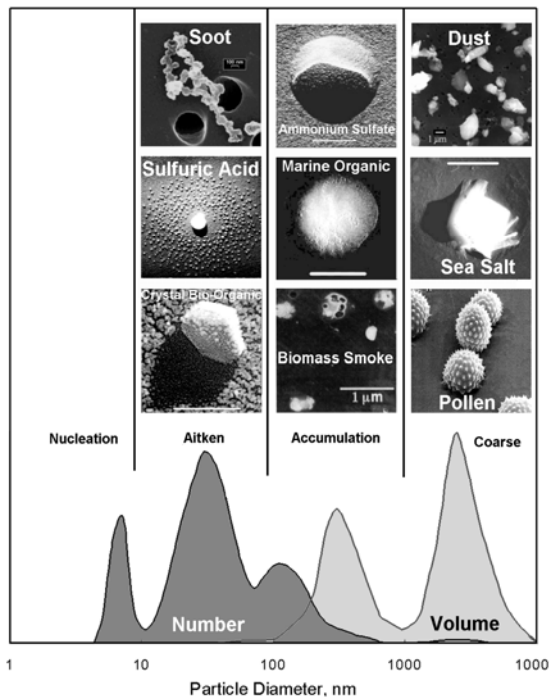 Soot
100 nm
Ammonium Sulfate
Dust
1 µm
Sulfuric Acid
Marine Organic
Sea Salt
Crystal Bio-Organic
Biomass Smoke
1 µm
Pollen
Nucleation
Aitken
Accumulation
Coarse
Number
Volume
1
10
100
1000
10000
Particle Diameter, nm